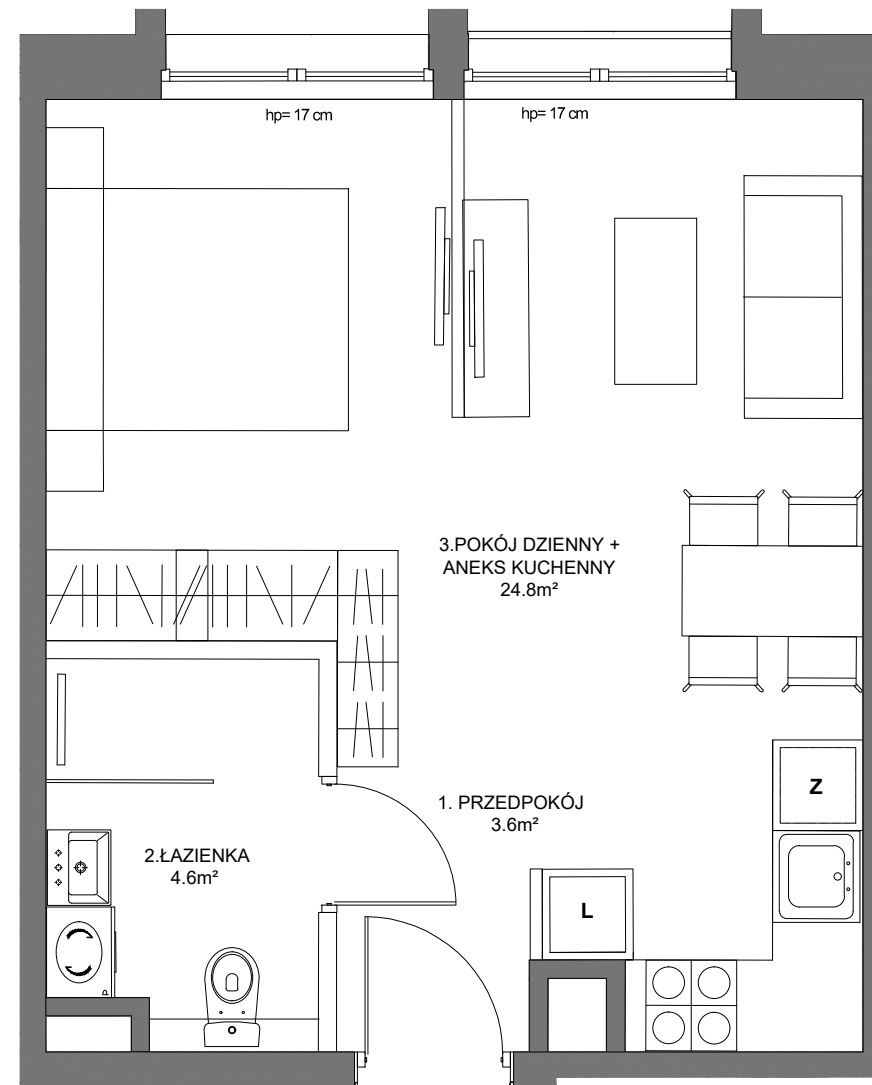 hp= 17 cm
hp= 17 cm
3.POKÓJ DZIENNY +
ANEKS KUCHENNY
24.8m²
Z
1. PRZEDPOKÓJ
3.6m²
2.ŁAZIENKA
4.6m²
L
P